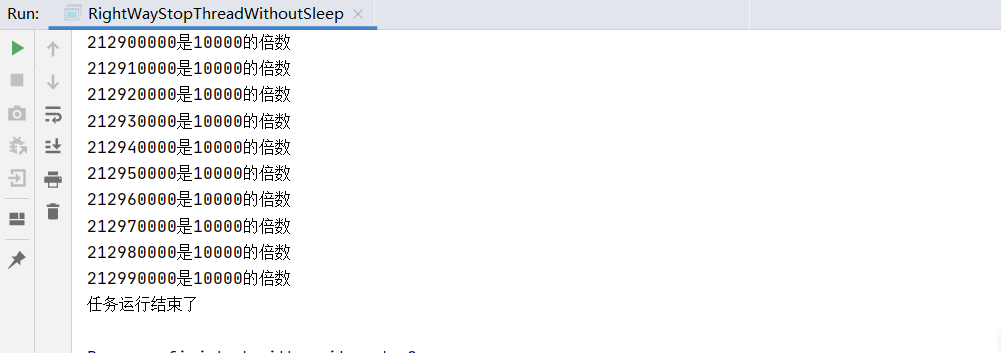 Run: RightWayStopThreadWithoutSleep
212900000是10000的倍数
212910000是10000的倍数
212920000是10000的倍数
212930000是10000的倍数
212940000是10000的倍数
212950000是10000的倍数
212960000是10000的倍数
212970000是10000的倍数
212980000是10000的倍数
212990000是10000的倍数
任务运行结束了